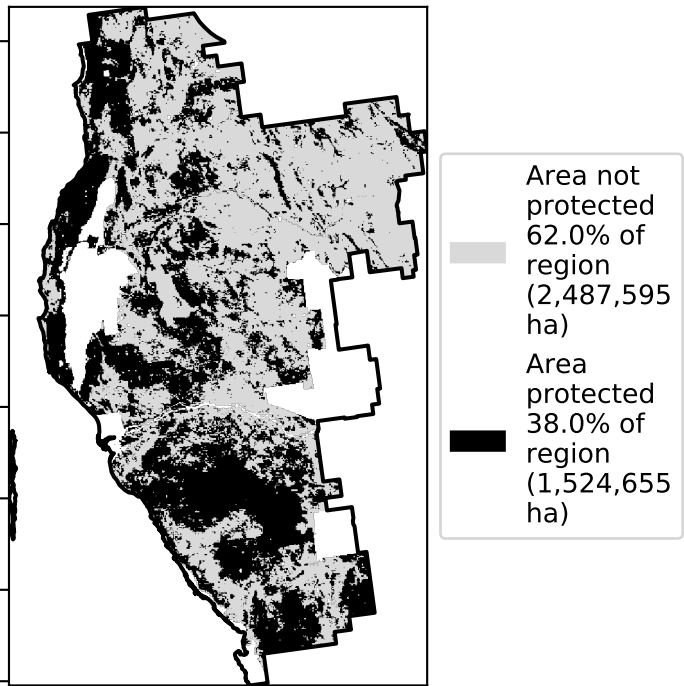 Area not
protected
62.0% of
region
(2,487,595
ha)
Area
protected
38.0% of
region
(1,524,655
ha)